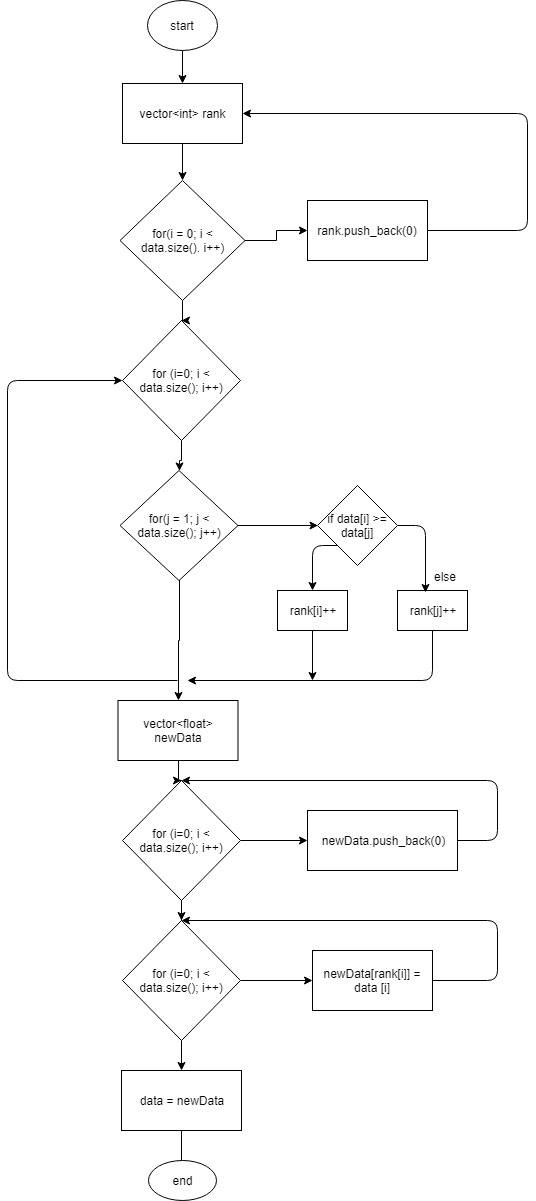 start
vector<int> rank
for(i = 0; i <
data.size(). i++)
rank.push_back(0)
for (i=0; i <
data.size(); i++)
for(j = 1; j <
data.size(); j++)
if data[i] >=
data[j]
else
rank[i]++
rank[j]++
vector<float>
newData
for (i=0; i <
data.size(); i++)
newData.push_back(0)
for (i=0; i <
data.size(); i++)
newData[rank[i]] =
data [i]
data = newData
end